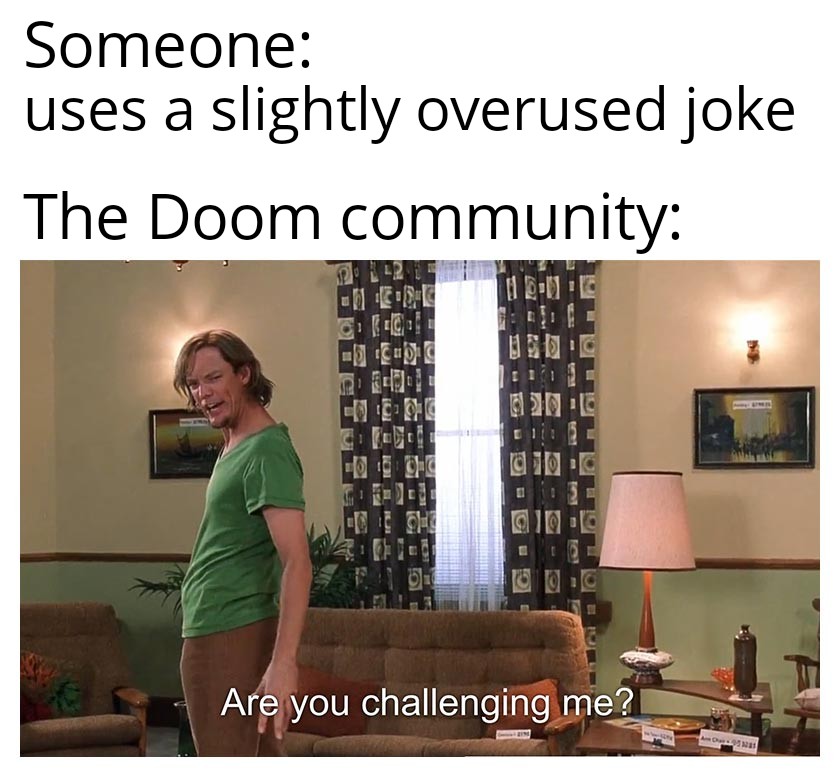 Someone:
uses a slightly overused joke
The Doom community:
Are you challenging me?